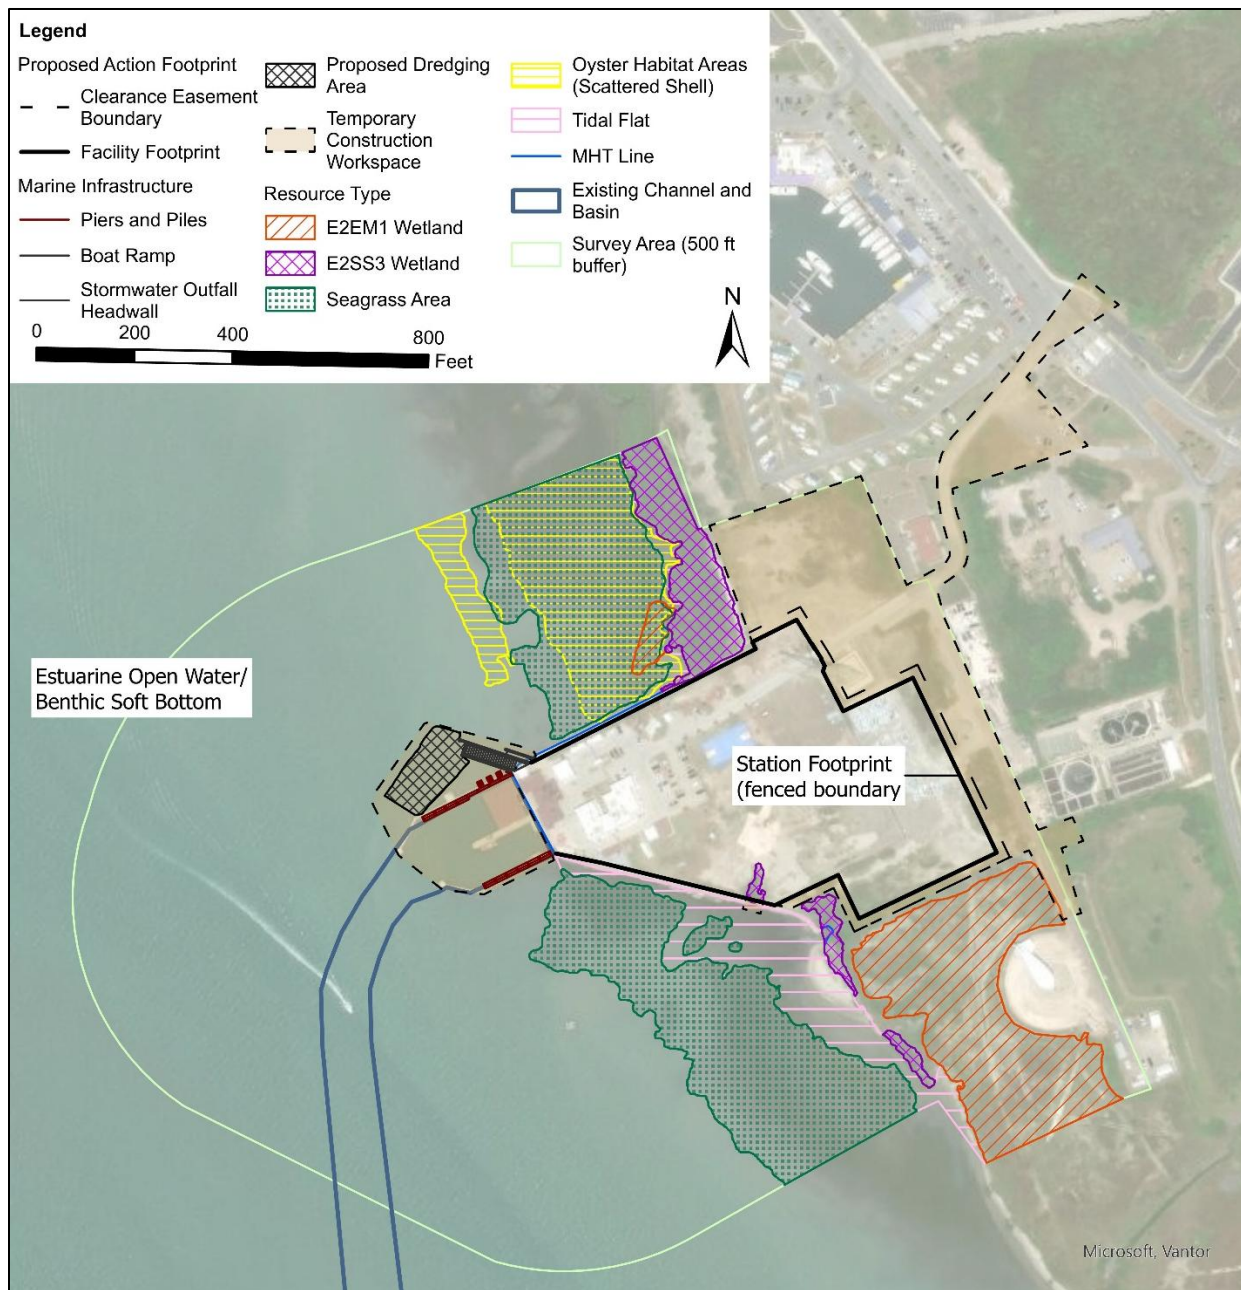 Legend
Proposed Action Footprint
Clearance Easement
Boundary
Facility Footprint
Marine Infrastructure
Piers and Piles
Boat Ramp
Stormwater Outfall
Headwall
Proposed Dredging
Area
Temporary
Construction
Workspace
Resource Type
E2EM1 Wetland
E2SS3 Wetland
Seagrass Area
Oyster Habitat Areas
(Scattered Shell)
Tidal Flat
MHT Line
Existing Channel and
Basin
Survey Area (500 ft
buffer)
N
0 200 400 800
Feet
Estuarine Open Water/
Benthic Soft Bottom
Station Footprint
(fenced boundary
Microsoft, Vantor